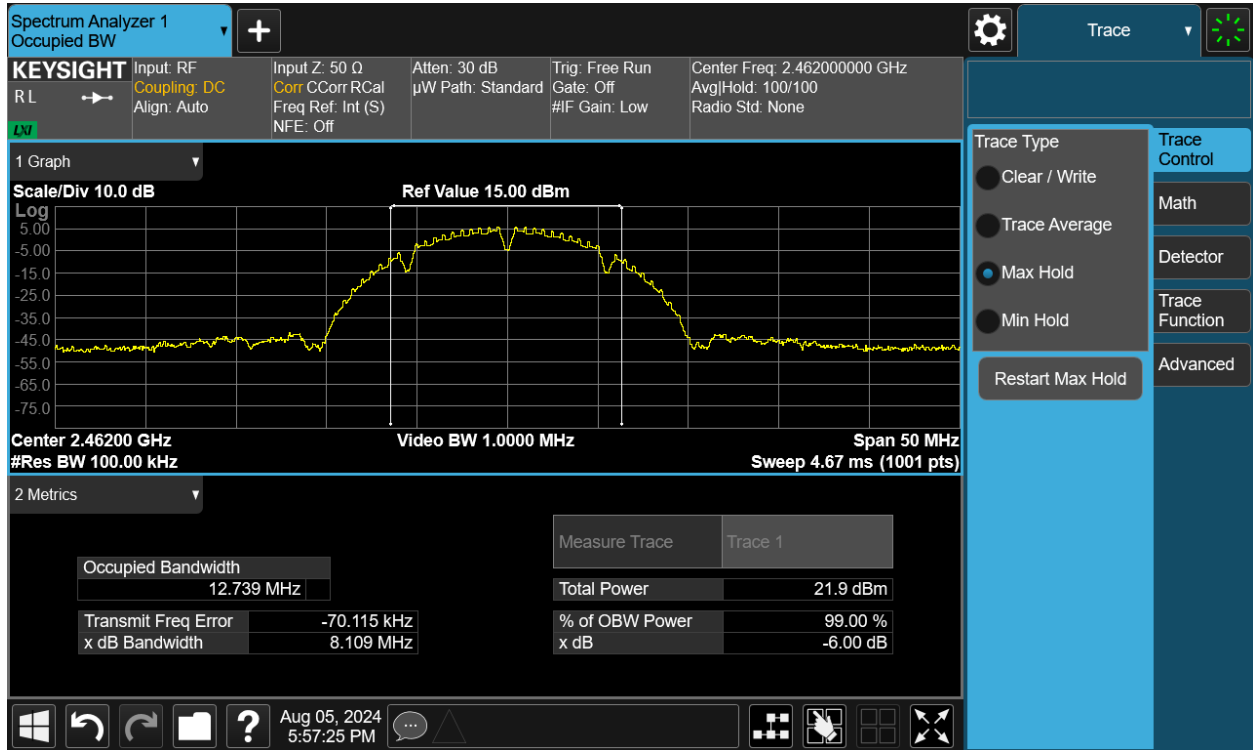 Spectrum Analyzer 1
Occupied BW
+
Trace
KEYSIGHT
R L
LXI
Input: RF
Coupling: DC
Align: Auto
Input Z: 50 Ω
Corr CCorr RCal
Freq Ref: Int (S)
NFE: Off
Atten: 30 dB
µW Path: Standard
Trig: Free Run
Gate: Off
#IF Gain: Low
Center Freq: 2.462000000 GHz
Avg|Hold: 100/100
Radio Std: None
1 Graph
Scale/Div 10.0 dB
Ref Value 15.00 dBm
Log
5.00
-5.00
-15.0
-25.0
-35.0
-45.0
-55.0
-65.0
-75.0
Center 2.46200 GHz
Video BW 1.0000 MHz
Span 50 MHz
#Res BW 100.00 kHz
Sweep 4.67 ms (1001 pts)
2 Metrics
Measure Trace Trace 1
Occupied Bandwidth
12.739 MHz
Total Power 21.9 dBm
Transmit Freq Error -70.115 kHz
% of OBW Power 99.00 %
x dB Bandwidth 8.109 MHz
x dB -6.00 dB
Trace Type
Clear / Write
Trace Average
Max Hold
Min Hold
Restart Max Hold
Trace
Control
Math
Detector
Trace
Function
Advanced
?
Aug 05, 2024
5:57:25 PM